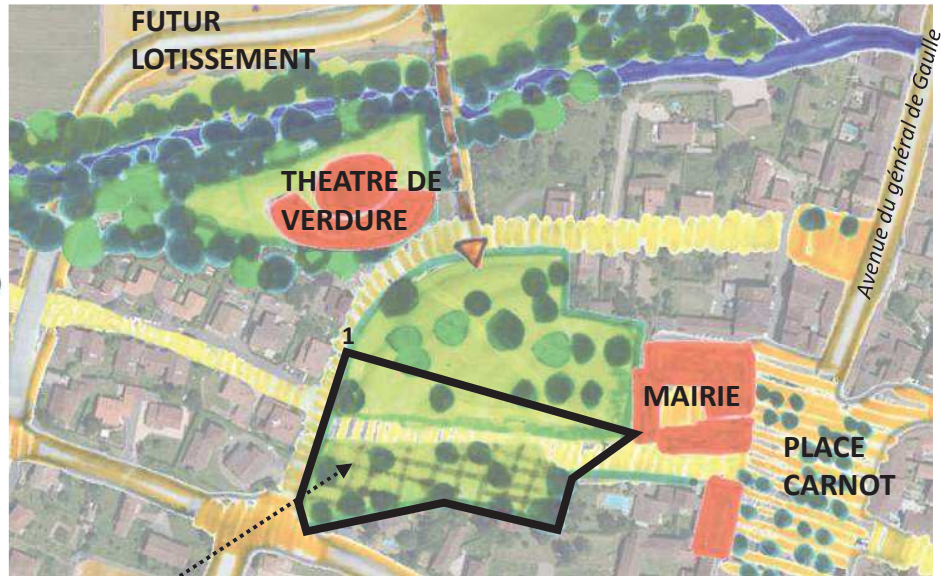 FUTUR
LOTISSEMENT
THEATRE DE
VERDURE
Avenue du général de Gaulle
1
MAIRIE
PLACE
CARNOT